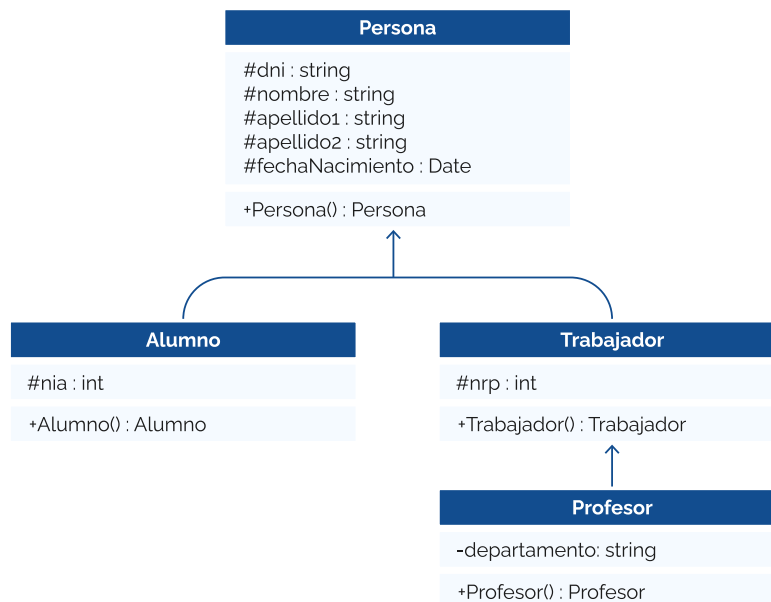 Persona
#dni : string
#nombre : string
#apellido1 : string
#apellido2 : string
#fechaNacimiento : Date
+Persona() : Persona
Alumno
#nia : int
+Alumno() : Alumno
Trabajador
#nrp : int
+Trabajador() : Trabajador
Profesor
-departamento: string
+Profesor() : Profesor